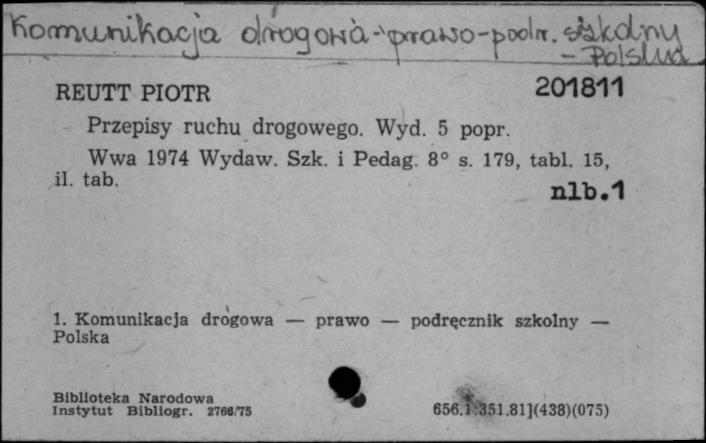 Komunikacja drogowa - prawo - podr. szkolny
- Polska
REUTT PIOTR 201811
Przepisy ruchu drogowego. Wyd. 5 popr.
Wwa 1974 Wydaw. Szk. i Pedag. 8° s. 179, tabl. 15,
il. tab.
nlb.1
1. Komunikacja drogowa — prawo — podręcznik szkolny —
Polska
Biblioteka Narodowa
Instytut Bibliogr. 2766/75 656.1:351.81](438)(075)